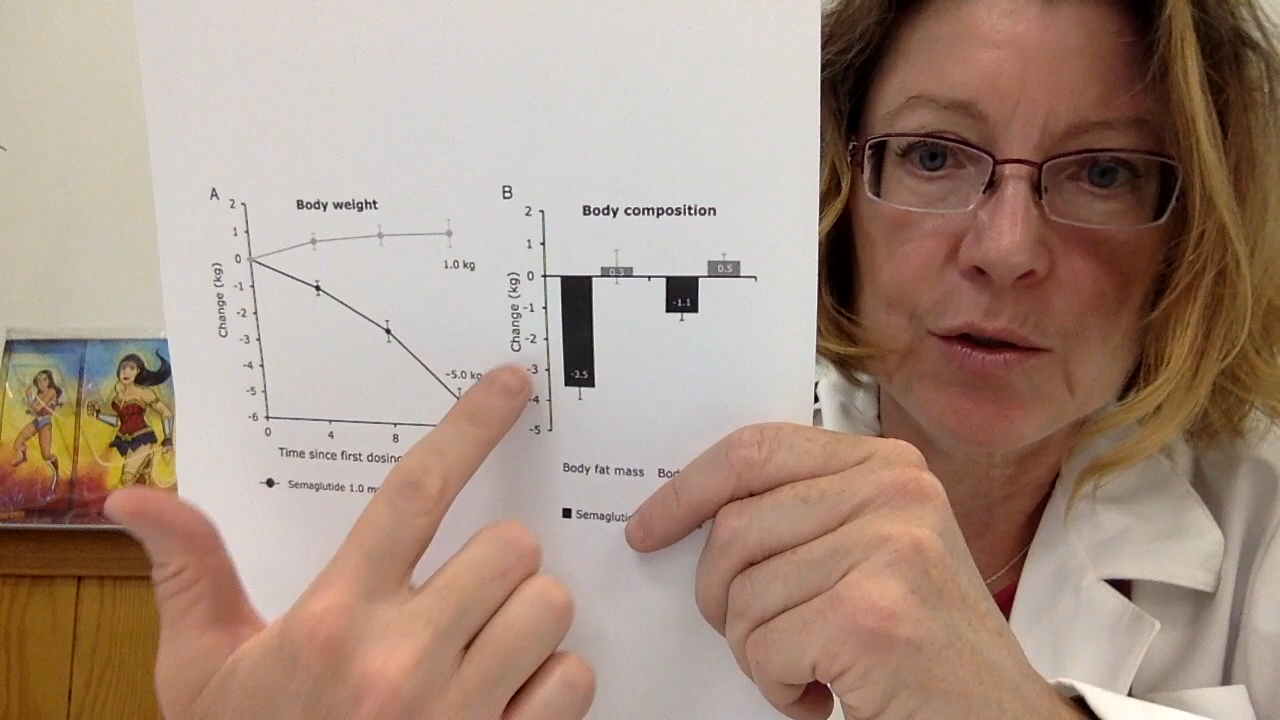 A
Body weight
2
1
0
-1
-2
-3
-4
-5
-6
Change (kg)
1.0 kg
-5.0 kg
0
4
8
Time since first dosing
Semaglutide 1.0
B
Body composition
2
1
0
-1
-2
-3
-4
-5
Change (kg)
0.3
0.5
-1.1
-3.5
Body fat mass